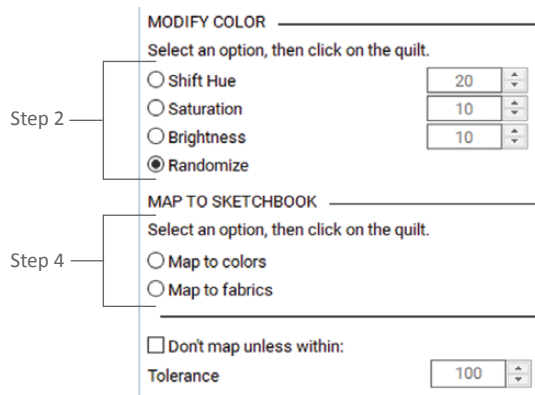 MODIFY COLOR
Select an option, then click on the quilt.
Shift Hue 20
Step 2
Saturation 10
Brightness 10
Randomize
MAP TO SKETCHBOOK
Select an option, then click on the quilt.
Step 4
Map to colors
Map to fabrics
Don't map unless within:
Tolerance 100